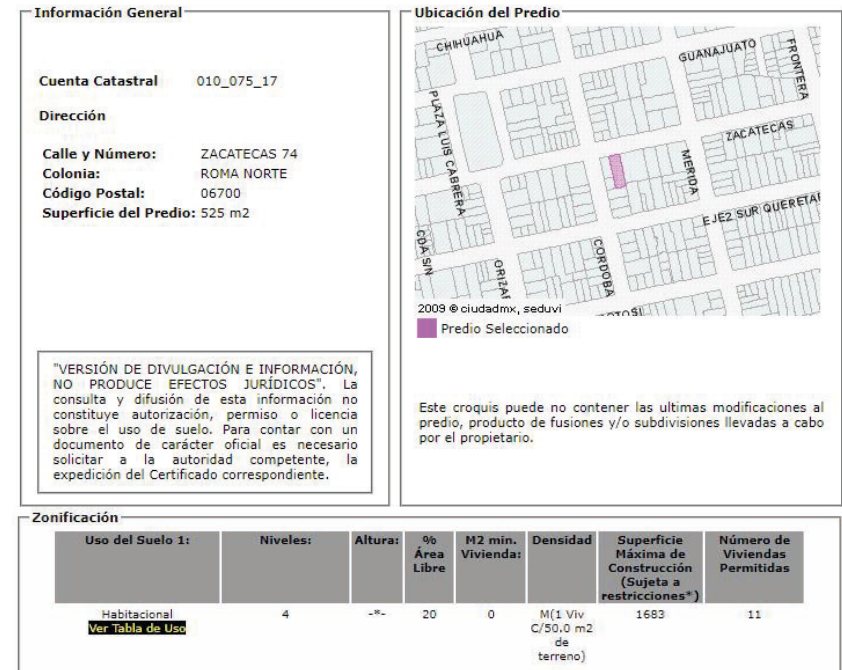 Información General
Cuenta Catastral 010_075_17
Dirección
Calle y Número: ZACATECAS 74
Colonia: ROMA NORTE
Código Postal: 06700
Superficie del Predio: 525 m2
"VERSIÓN DE DIVULGACIÓN E INFORMACIÓN,
NO PRODUCE EFECTOS JURÍDICOS". La
consulta y difusión de esta información no
constituye autorización, permiso o licencia
sobre el uso de suelo. Para contar con un
documento de carácter oficial es necesario
solicitar a la autoridad competente, la
expedición del Certificado correspondiente.
Ubicación del Predio
CHIHUAHUA
GUANAJUATO
FRONTERA
PLAZA LUIS CABRERA
ZACATECAS
MERIDA
EJE2 SUR QUERETA
CDA S/N
ORIZA
CORDOBA
OTOSI
2009 © ciudadmx, seduvi
Predio Seleccionado
Este croquis puede no contener las ultimas modificaciones al
predio, producto de fusiones y/o subdivisiones llevadas a cabo
por el propietario.
Zonificación
Uso del Suelo 1: Niveles: Altura: % Área Libre M2 min. Vivienda: Densidad Superficie Máxima de Construcción (Sujeta a restricciones*) Número de Viviendas Permitidas
Habitacional 4 -*- 20 0 M(1 Viv C/50.0 m2 de terreno) 1683 11
Ver Tabla de Uso